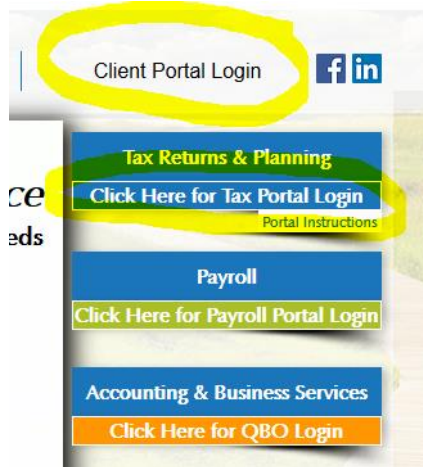 Client Portal Login
f in
Tax Returns & Planning
ce
Click Here for Tax Portal Login
Portal Instructions
eds
Payroll
Click Here for Payroll Portal Login
Accounting & Business Services
Click Here for QBO Login